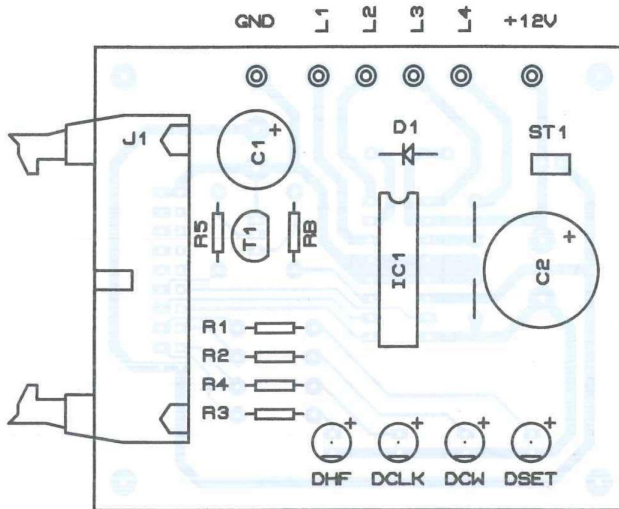 GND L1 L2 L3 L4 +12V
J1
+
C1
D1
ST1
R5
T1
R8
IC1
+
C2
R1
R2
R4
R3
+ + + +
DHF DCLK DCW DSET